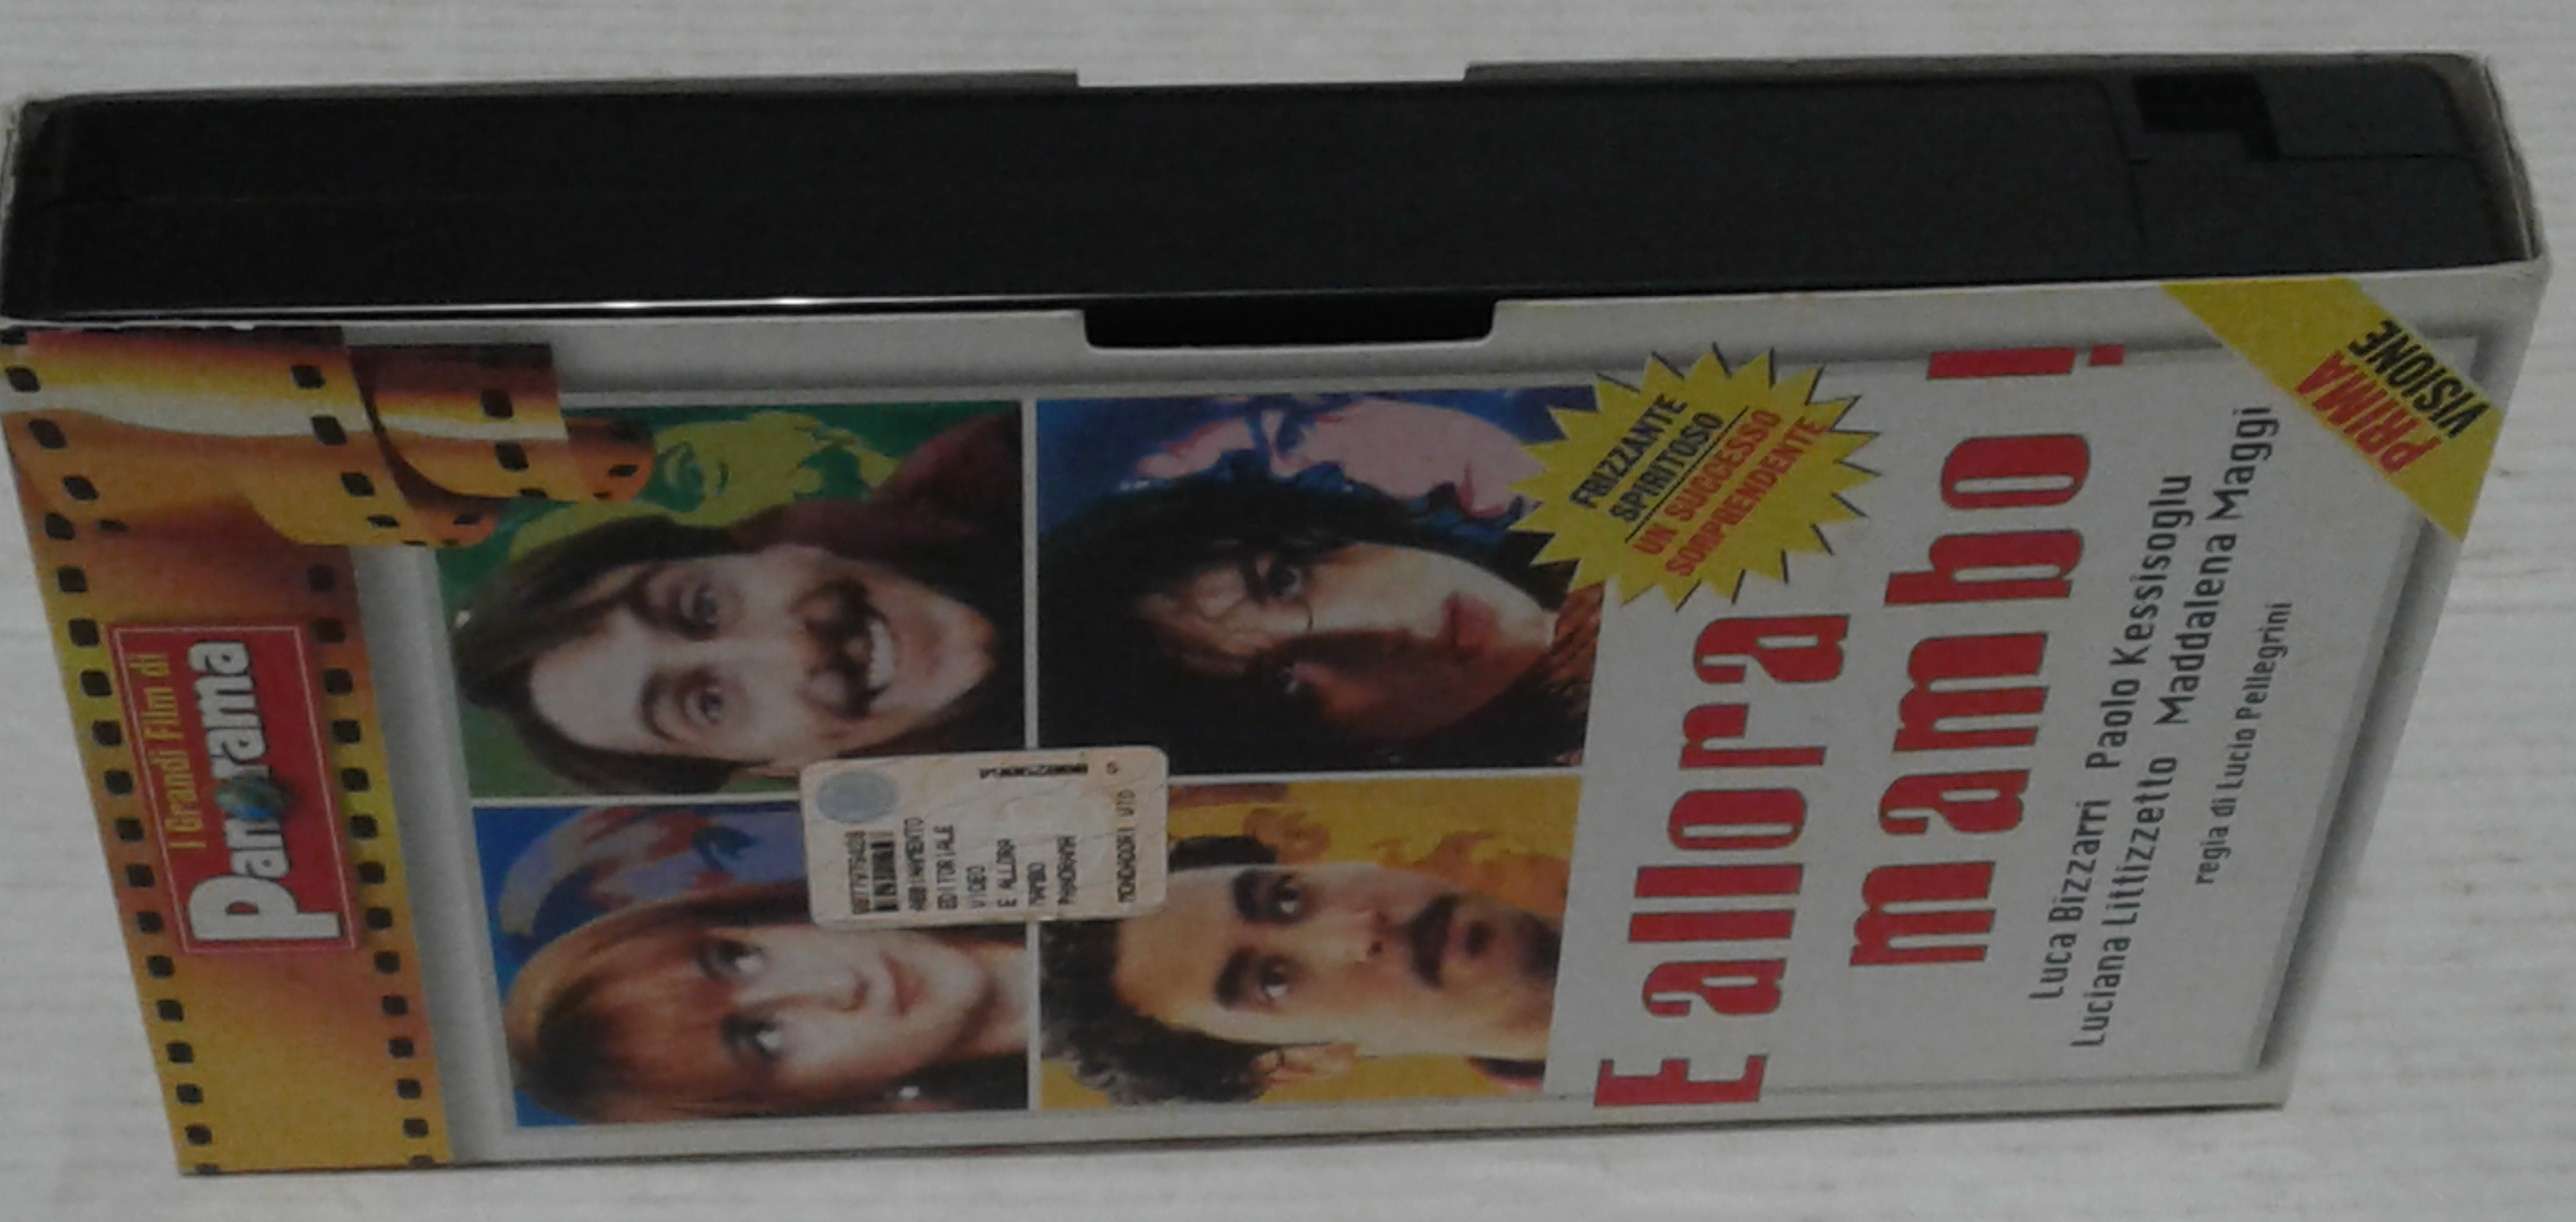 I Grandi Film di
Panorama
ABBINAMENTO
EDITORIALE
VIDEO
E ALLORA
MAMBO
PANORAMA
MONDADORI VID
FRIZZANTE
SPIRITOSO
UN SUCCESSO
SORPRENDENTE
E allora
mambo!
Luca Bizzarri Paolo Kessisoglu
Luciana Littizzetto Maddalena Maggi
regia di Lucio Pellegrini
PRIMA
VISIONE